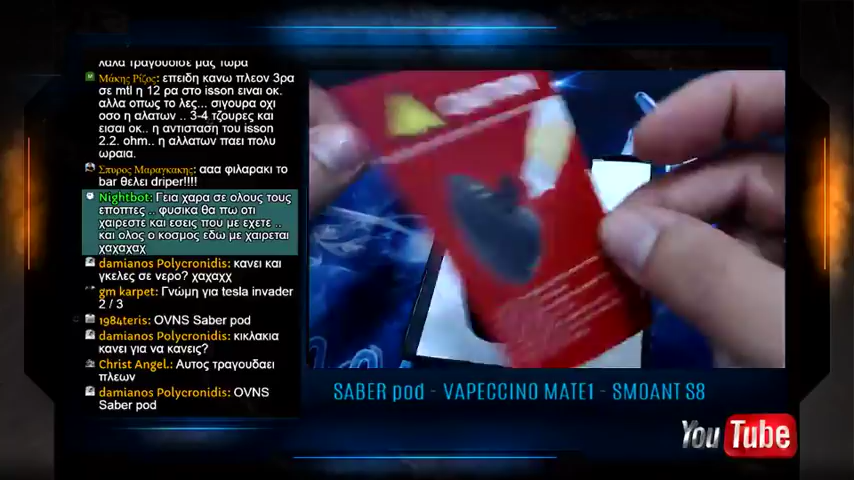 λαλα τραγουδισε μας τωρα
Μάκης Ρίζος: επειδη κανω πλεον 3ρα
σε mtl η 12 ρα στο isson ειναι οκ.
αλλα οπως το λες... σιγουρα οχι
οσο η αλατων .. 3-4 τζουρες και
εισαι οκ.. η αντισταση του isson
2.2. ohm.. η αλλατων παει πολυ
ωραια.
Σπυρος Μαραγκακης: ααα φιλαρακι το
bar θελει driper!!!!
Nightbot: Γεια χαρα σε ολους τους
εποπτες .. φυσικα θα πω οτι
χαιρεστε και εσεις που με εχετε ..
και ολος ο κοσμος εδω με χαιρεται
χαχαχαχ
damianos Polycronidis: κανει και
γκελες σε νερο? χαχαχχ
gm karpet: Γνώμη για tesla invader
2 / 3
1984teris: OVNS Saber pod
damianos Polycronidis: κικλακια
κανει για να κανεις?
Christ Angel.: Αυτος τραγουδαει
πλεων
damianos Polycronidis: OVNS
Saber pod
SABER pod - VAPECCINO MATE1 - SMOANT S8
YouTube